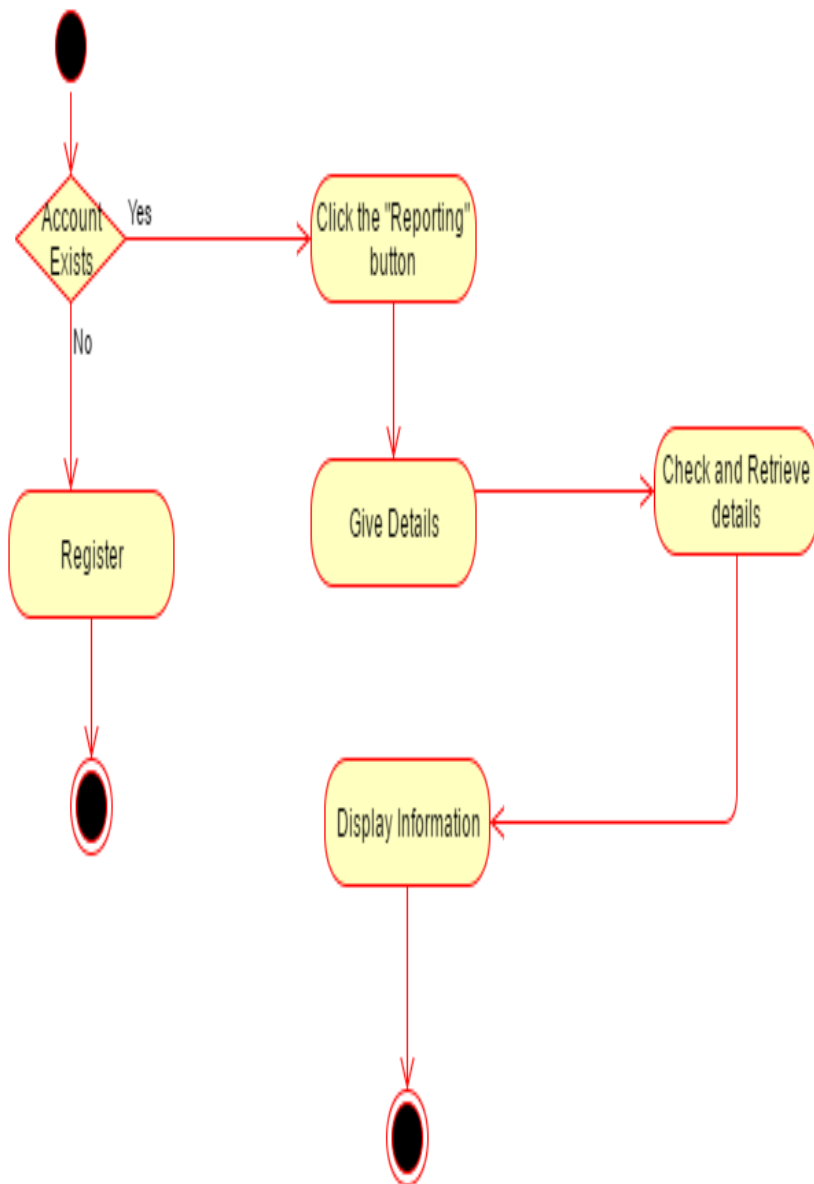 Account
Exists
Yes
No
Click the "Reporting"
button
Give Details
Check and Retrieve
details
Register
Display Information